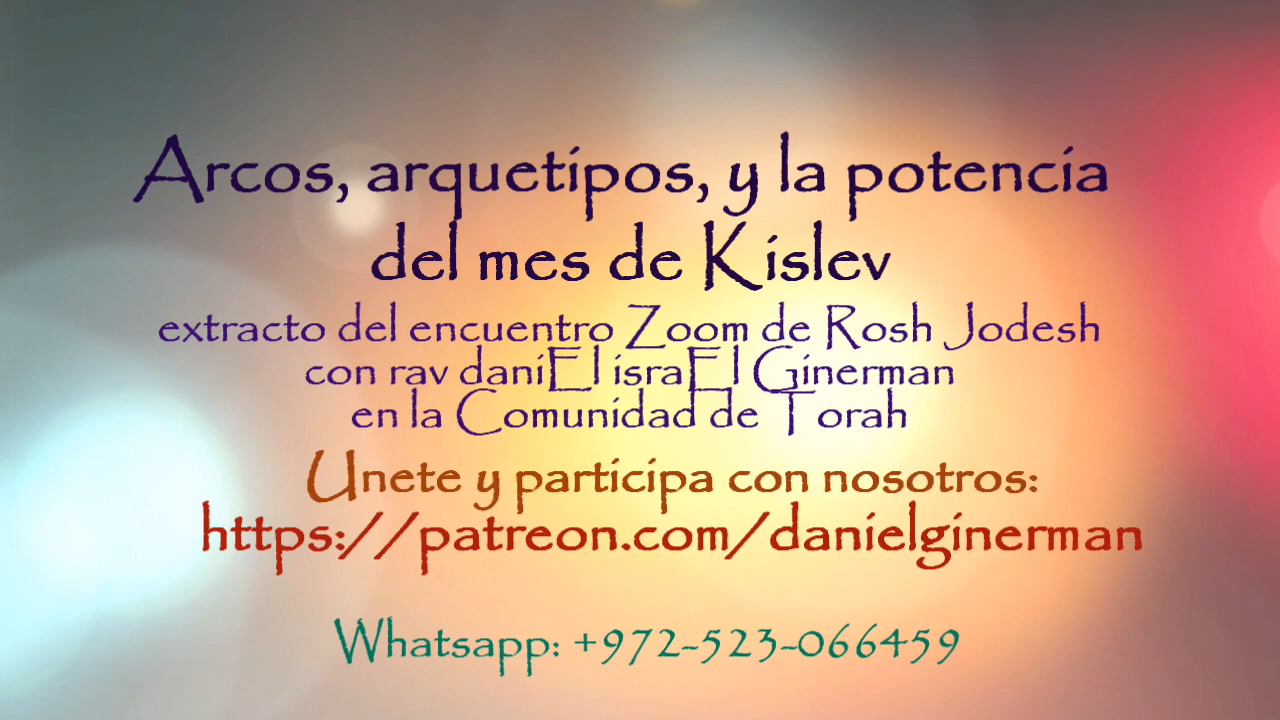 Arcos, arquetipos, y la potencia
del mes de Kislev
extracto del encuentro Zoom de Rosh Jodesh
con rav daniEl israEl Ginerman
en la Comunidad de Torah
Unete y participa con nosotros:
https://patreon.com/danielginerman
Whatsapp: +972-523-066459